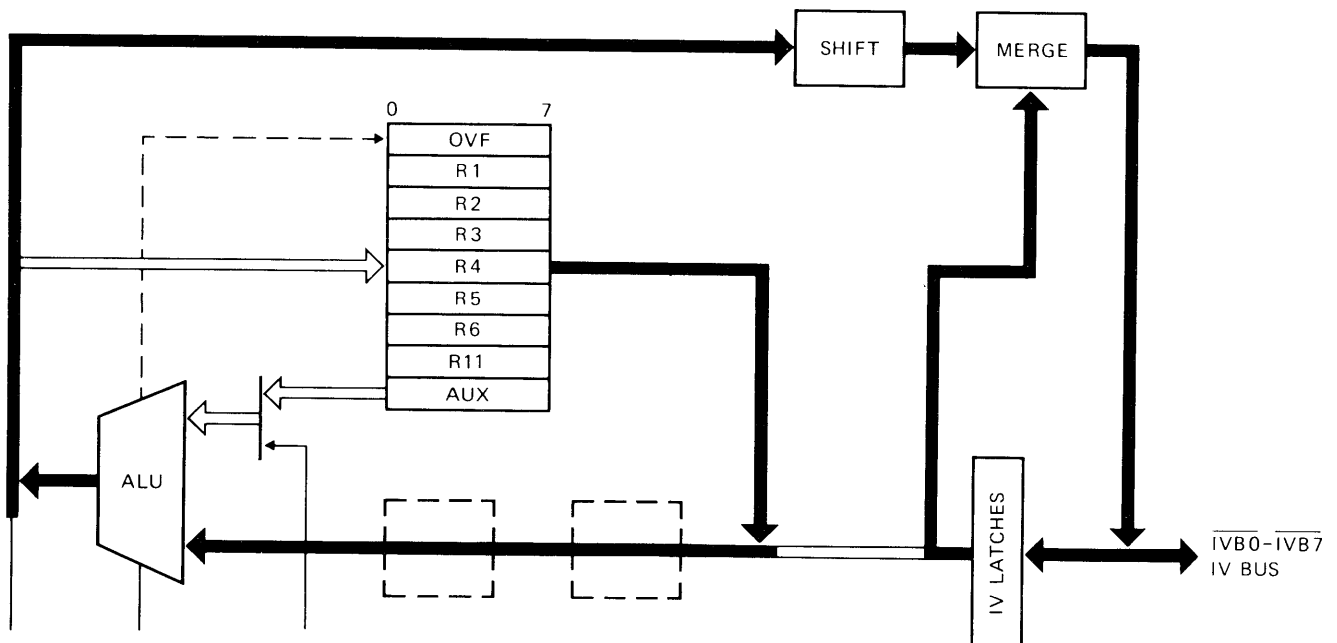 SHIFT
MERGE
0 7
OVF
R1
R2
R3
R4
R5
R6
R11
AUX
ALU
IV LATCHES
IVB0-IVB7
IV BUS